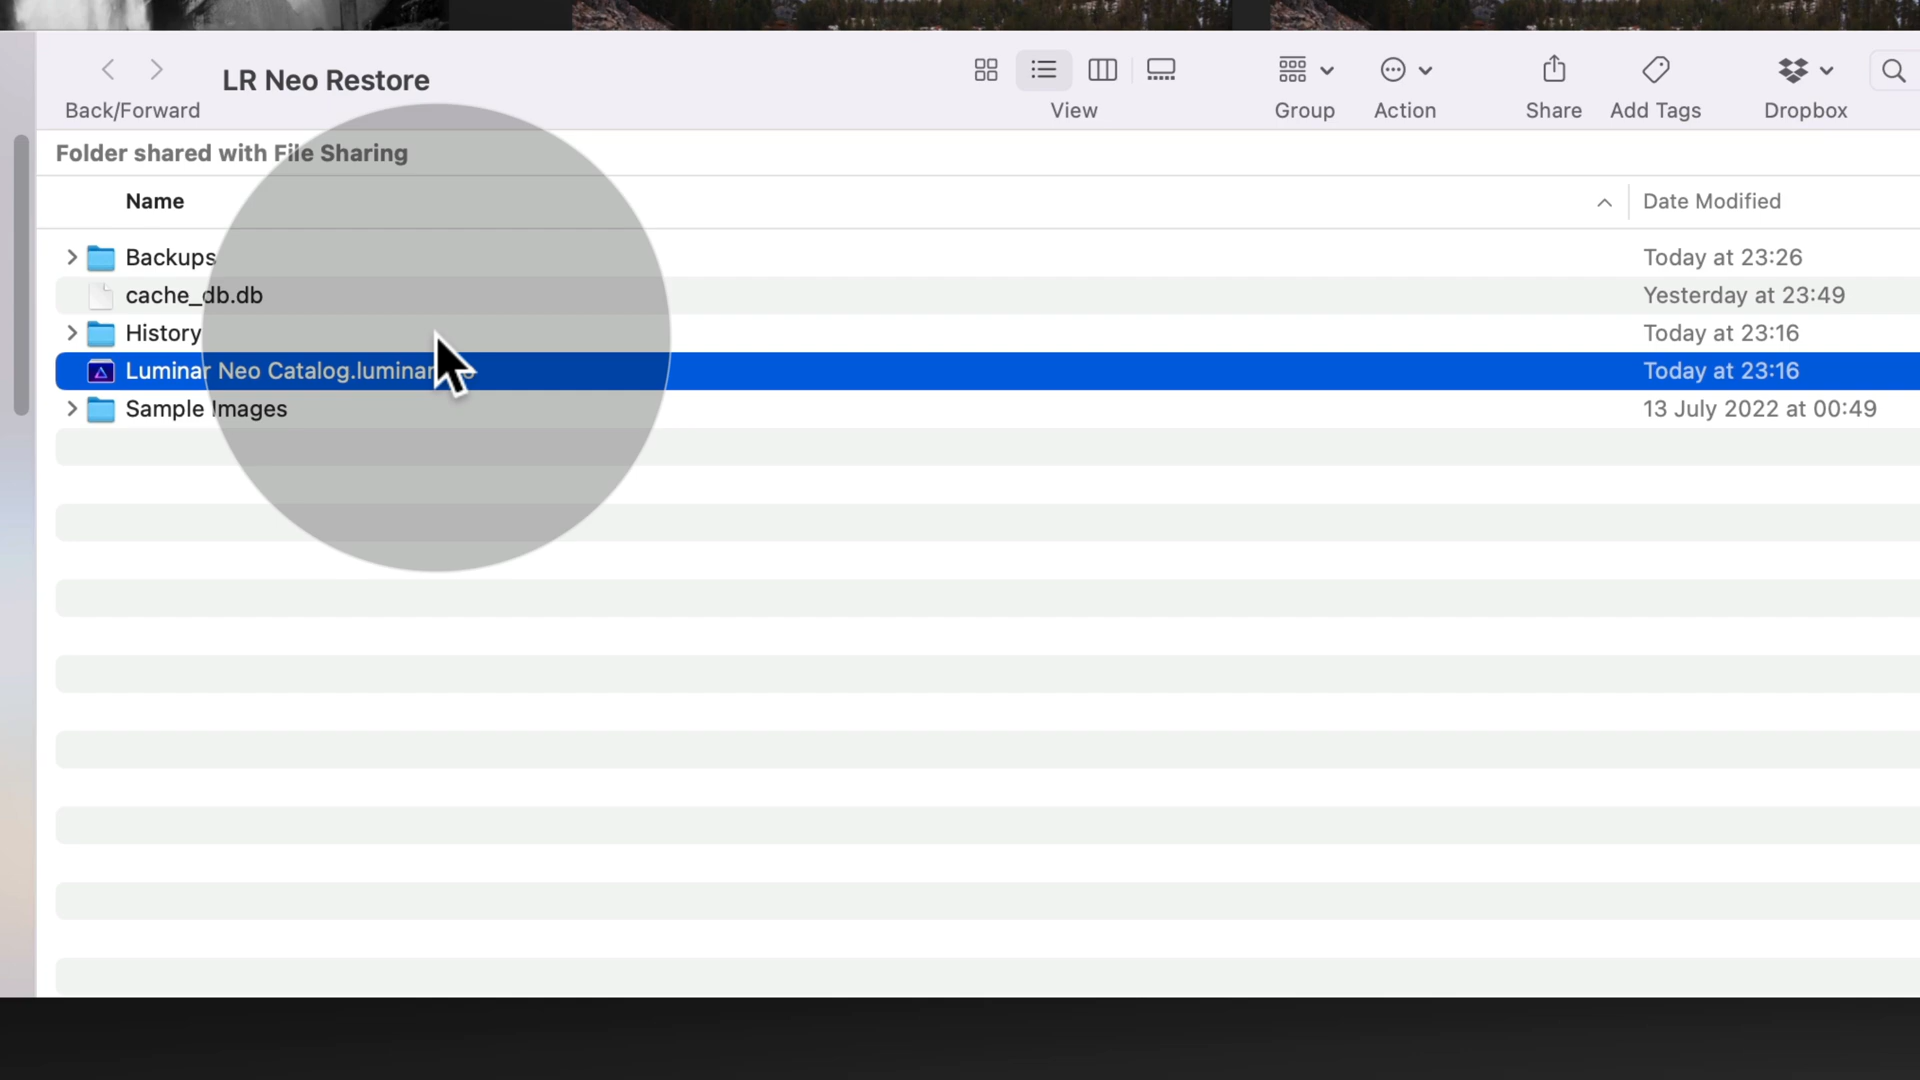 LR Neo Restore
Back/Forward
View
Group
Action
Share
Add Tags
Dropbox
Folder shared with File Sharing
Name
Date Modified
Backups
Today at 23:26
cache_db.db
Yesterday at 23:49
History
Today at 23:16
Luminar Neo
Today at 23:16
Sample Images
13 July 2022 at 00:49